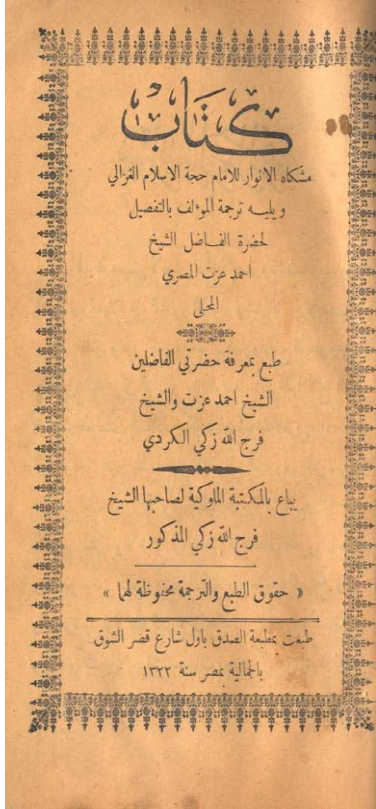 كتاب
مشكاه الانوار للامام حجة الاسلام الغزالي
ويليه ترجمة المؤلف بالتفصيل
لحضرة الفاضل الشيخ
احمد عزت المصري
المحلى
طبع بمعرفة حضرتي الفاضلين
الشيخ احمد عزت والشيخ
فرج الله زكي الكردي
يباع بالمكتبة الملوكية لصاحبها الشيخ
فرج الله زكي المذكور
« حقوق الطبع والترجمة محفوظة لهما »
طبعت بمطبعة الصدق باول شارع قصر الشوق
بالجمالية بمصر سنة ١٣٢٢